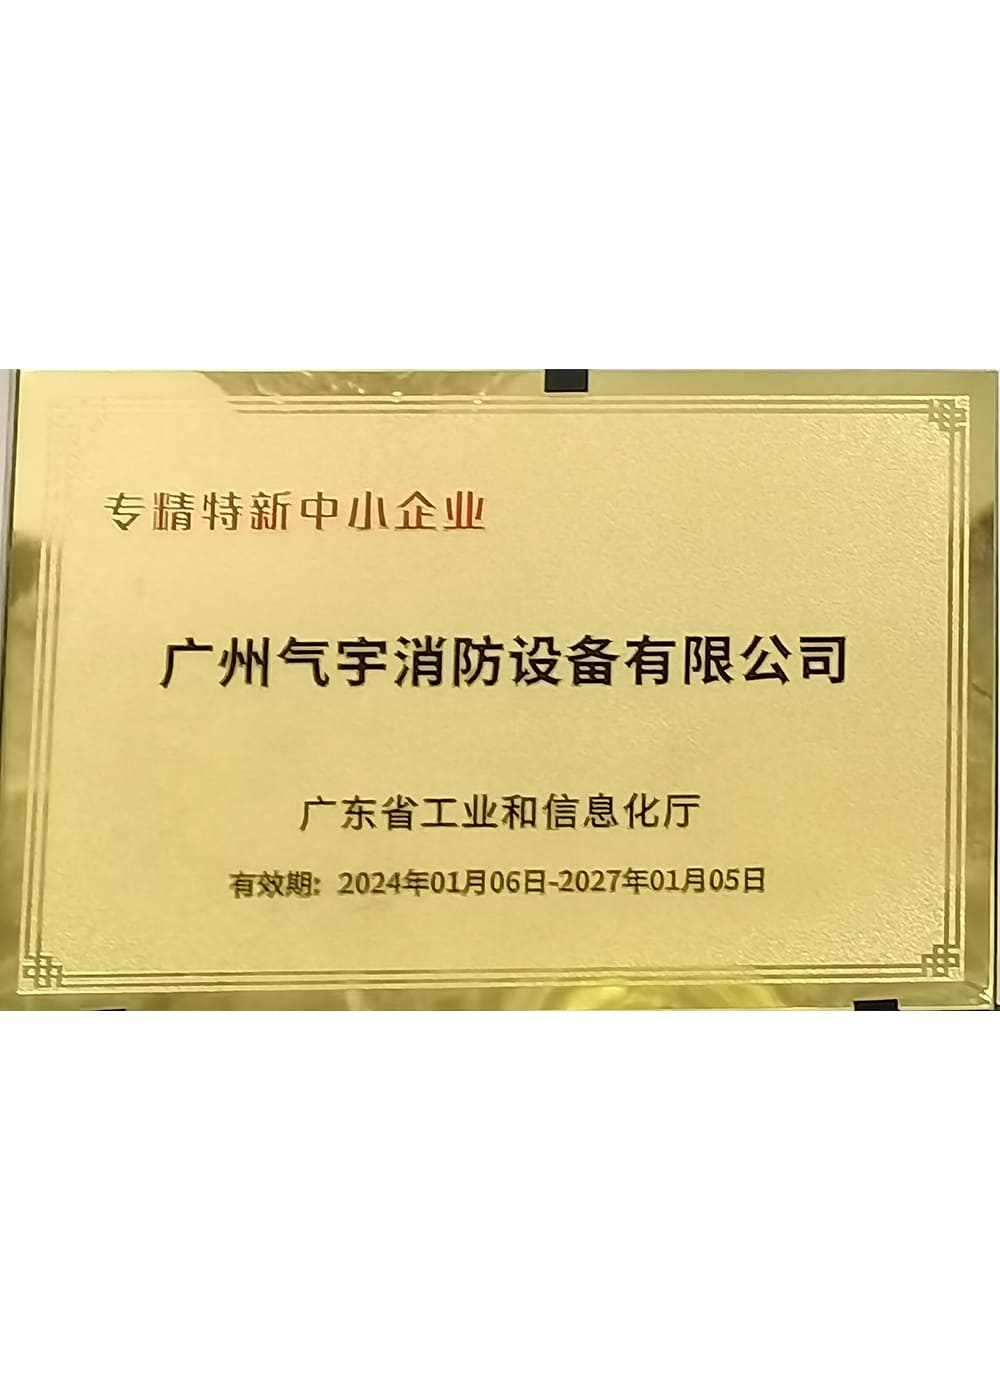 专精特新中小企业
广州气宇消防设备有限公司
广东省工业和信息化厅
有效期: 2024年01月06日-2027年01月05日